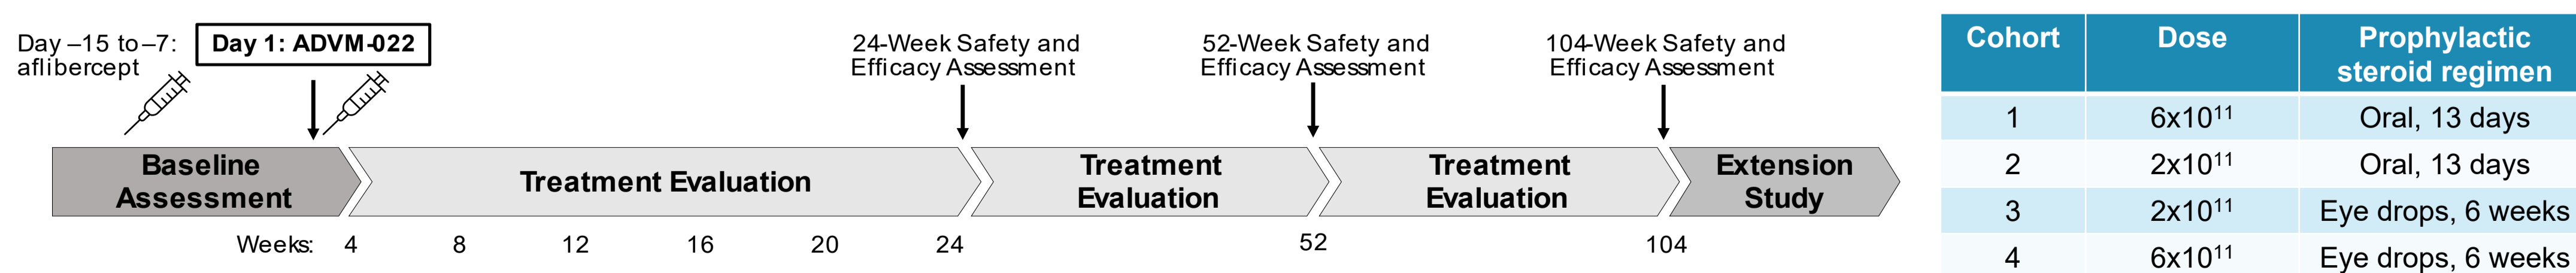 Day –15 to –7:
aflibercept
Day 1: ADVM-022
24-Week Safety and
Efficacy Assessment
52-Week Safety and
Efficacy Assessment
104-Week Safety and
Efficacy Assessment
Baseline
Assessment
Treatment Evaluation
Treatment
Evaluation
Treatment
Evaluation
Extension
Study
Weeks: 4 8 12 16 20 24 52 104
Cohort Dose Prophylactic
steroid regimen
1 6x10¹¹ Oral, 13 days
2 2x10¹¹ Oral, 13 days
3 2x10¹¹ Eye drops, 6 weeks
4 6x10¹¹ Eye drops, 6 weeks